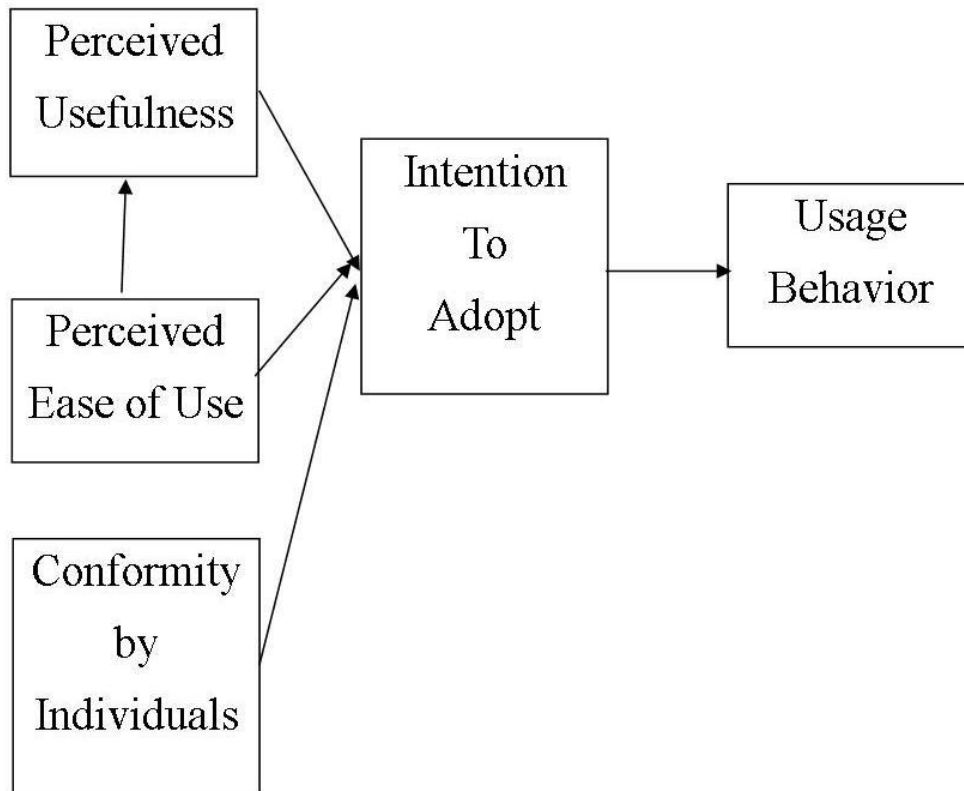 Perceived
Usefulness
Perceived
Ease of Use
Conformity
by
Individuals
Intention
To
Adopt
Usage
Behavior